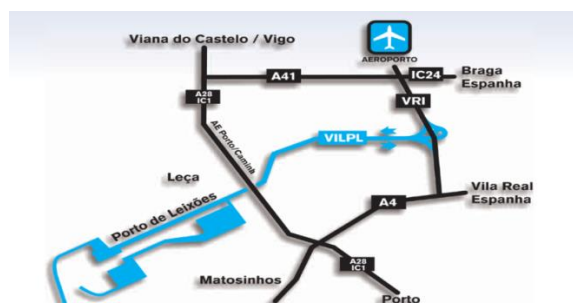 Viana do Castelo / Vigo
AEROPORTO
A41
IC24
Braga
Espanha
A28
IC1
VRI
AE Porto/Caminha
VILPL
Leça
Porto de Leixões
A4
Vila Real
Espanha
Matosinhos
A28
IC1
Porto